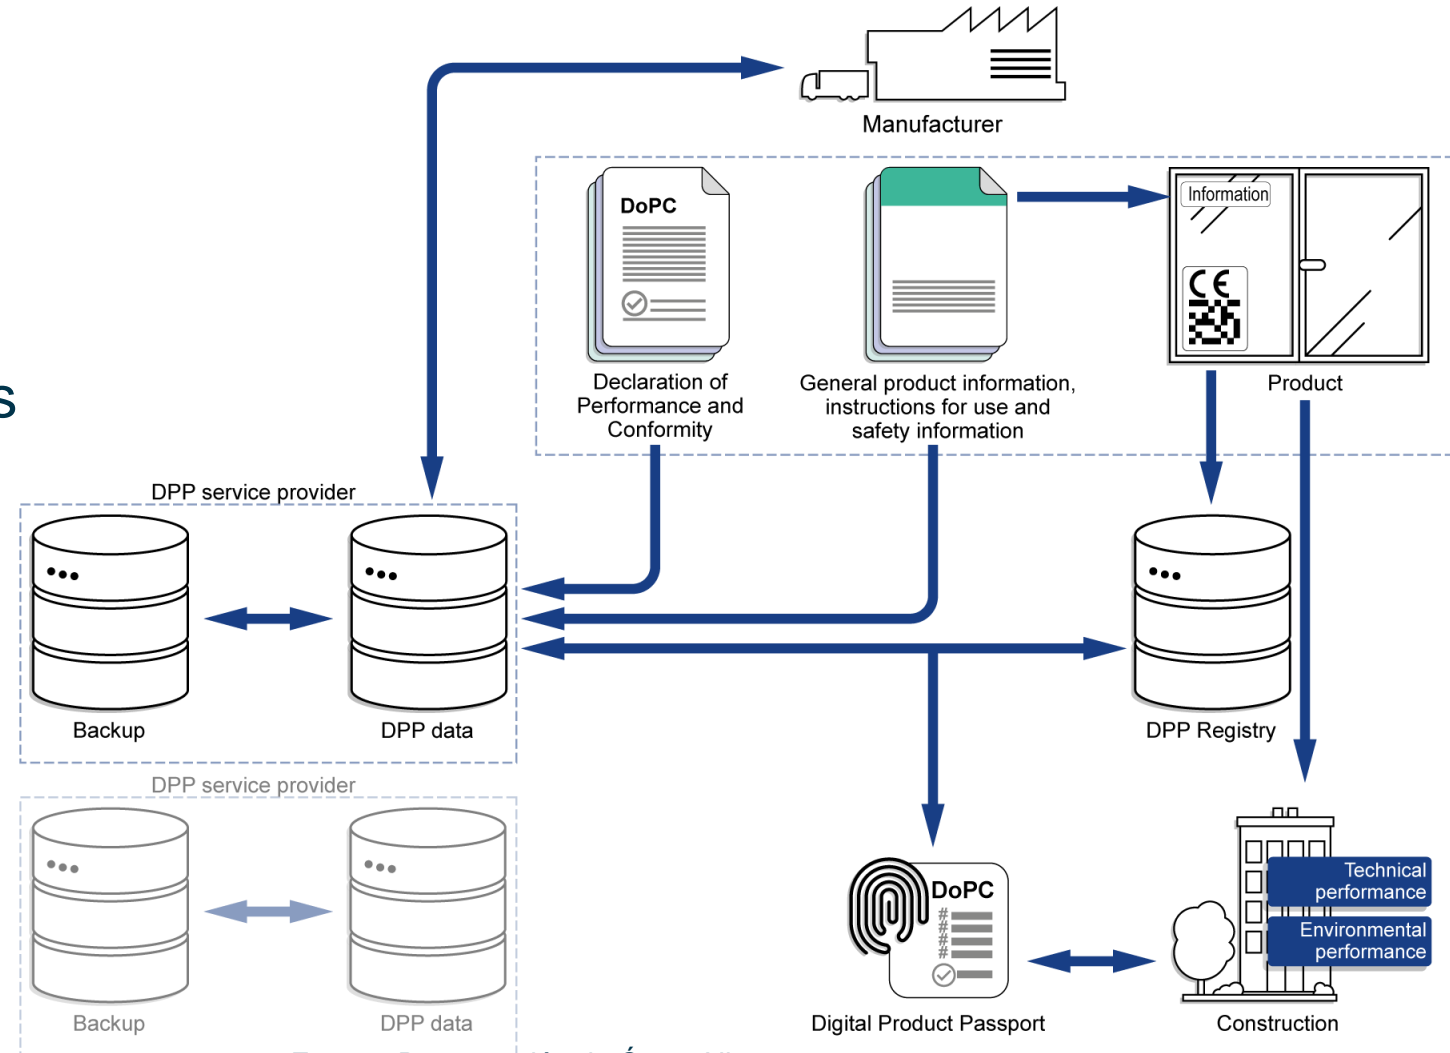 Manufacturer
DoPC
Information
CE
Declaration of
Performance and
Conformity
General product information,
instructions for use and
safety information
Product
s
DPP service provider
Backup
DPP data
DPP Registry
DPP service provider
Backup
DPP data
DoPC
#
#
#
#
Digital Product Passport
Technical
performance
Environmental
performance
Construction